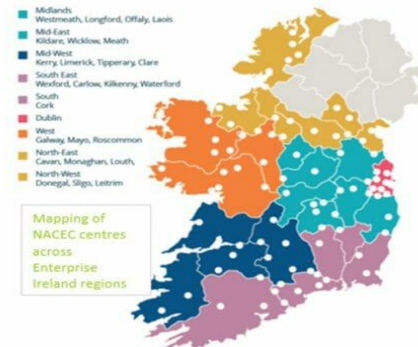 Midlands
Westmeath, Longford, Offaly, Laois
Mid-East
Kildare, Wicklow, Meath
Mid-West
Kerry, Limerick, Tipperary, Clare
South East
Wexford, Carlow, Kilkenny, Waterford
South
Cork
Dublin
West
Galway, Mayo, Roscommon
North-East
Cavan, Monaghan, Louth,
North-West
Donegal, Sligo, Leitrim
Mapping of
NACEC centres
across
Enterprise
Ireland regions